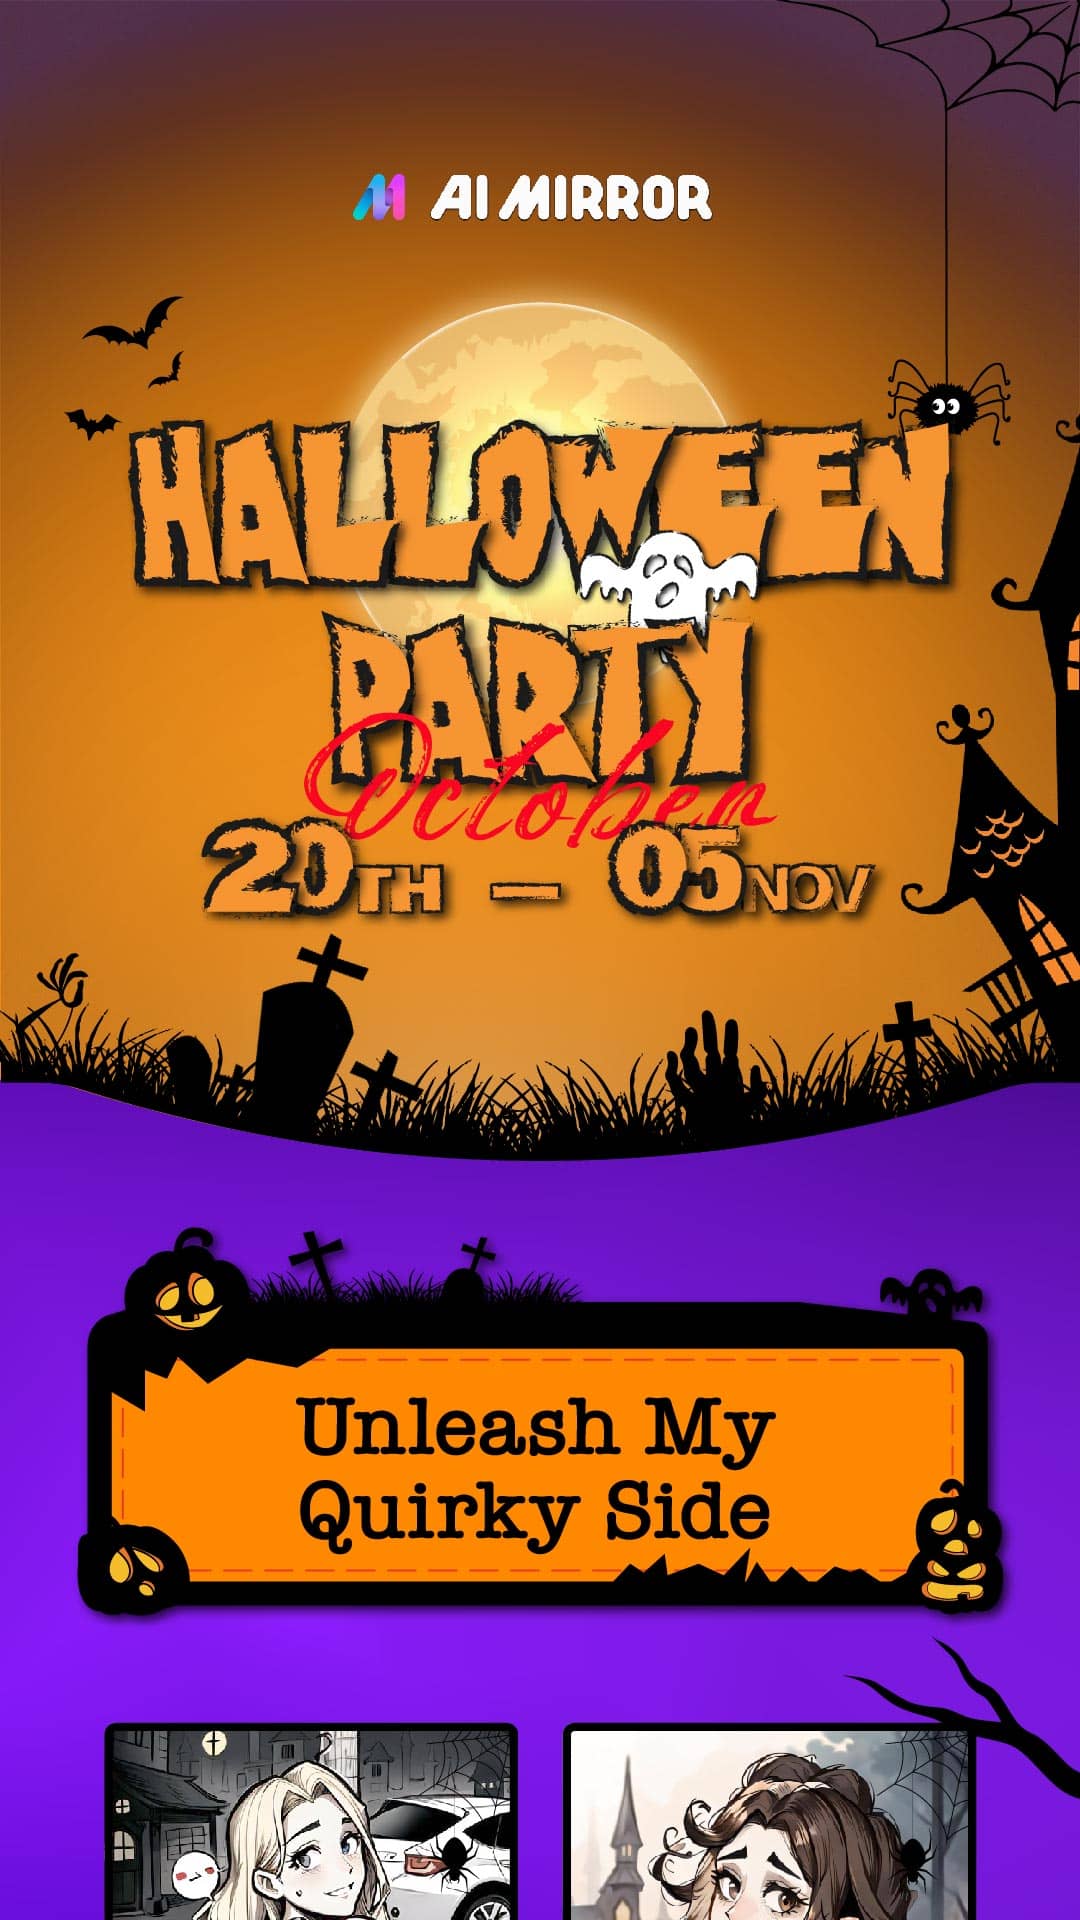 AI MIRROR
HALLOWEEN
PARTY
October
20TH – 05NOV
Unleash My
Quirky Side